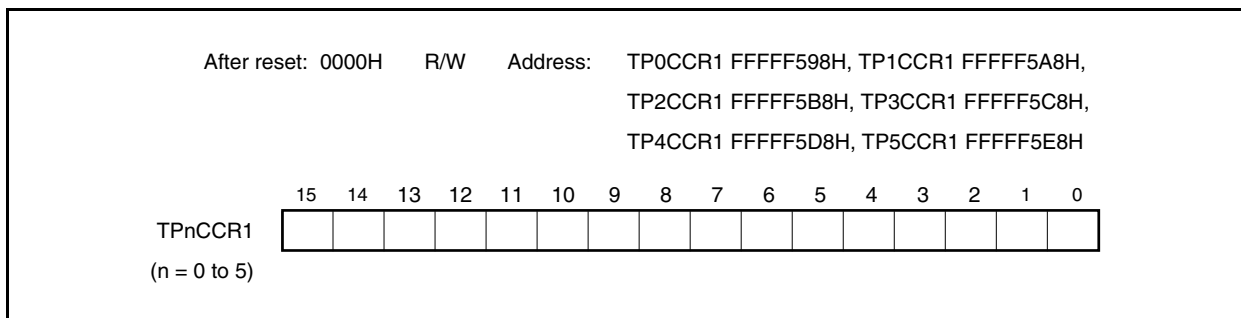 After reset: 0000H R/W Address: TP0CCR1 FFFFF598H, TP1CCR1 FFFFF5A8H,
TP2CCR1 FFFFF5B8H, TP3CCR1 FFFFF5C8H,
TP4CCR1 FFFFF5D8H, TP5CCR1 FFFFF5E8H
15 14 13 12 11 10 9 8 7 6 5 4 3 2 1 0
TPnCCR1
(n = 0 to 5)